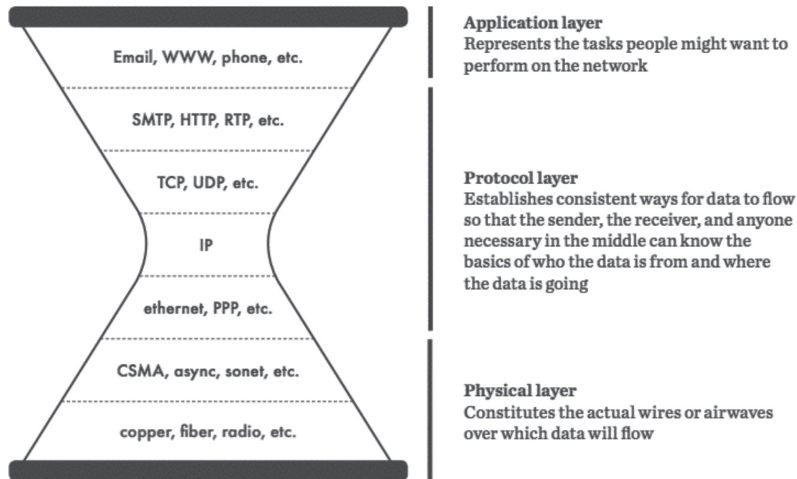 Email, WWW, phone, etc.
SMTP, HTTP, RTP, etc.
TCP, UDP, etc.
IP
ethernet, PPP, etc.
CSMA, async, sonet, etc.
copper, fiber, radio, etc.
Application layer
Represents the tasks people might want to
perform on the network
Protocol layer
Establishes consistent ways for data to flow
so that the sender, the receiver, and anyone
necessary in the middle can know the
basics of who the data is from and where
the data is going
Physical layer
Constitutes the actual wires or airwaves
over which data will flow